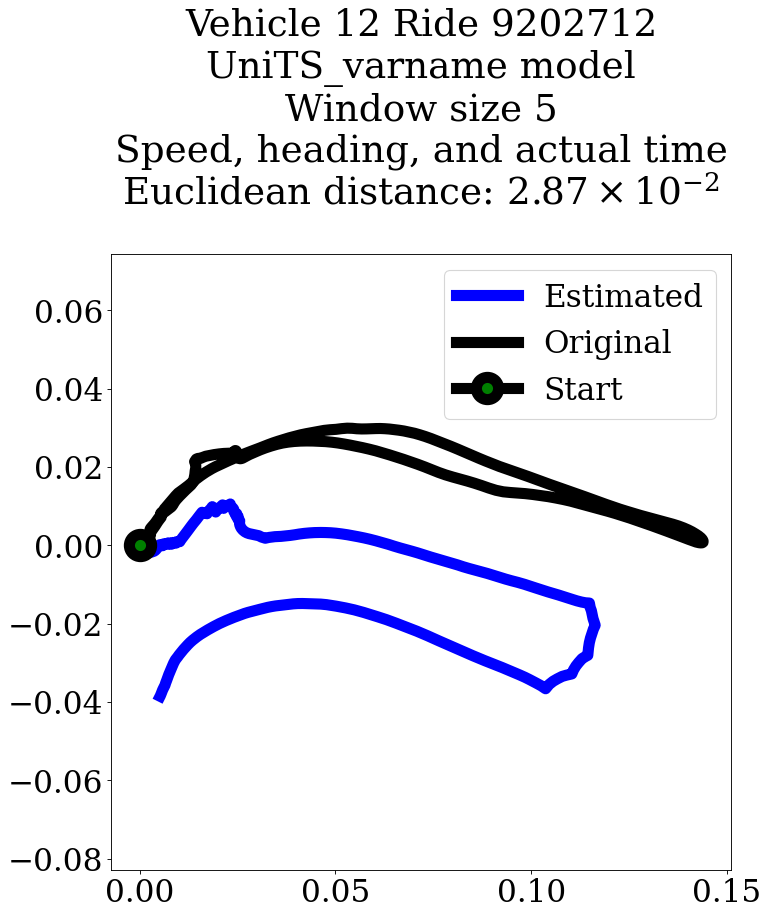 Vehicle 12 Ride 9202712
UniTS_varname model
Window size 5
Speed, heading, and actual time
Euclidean distance: 2.87 × 10⁻²
Estimated
Original
Start
0.06
0.04
0.02
0.00
−0.02
−0.04
−0.06
−0.08
0.00 0.05 0.10 0.15